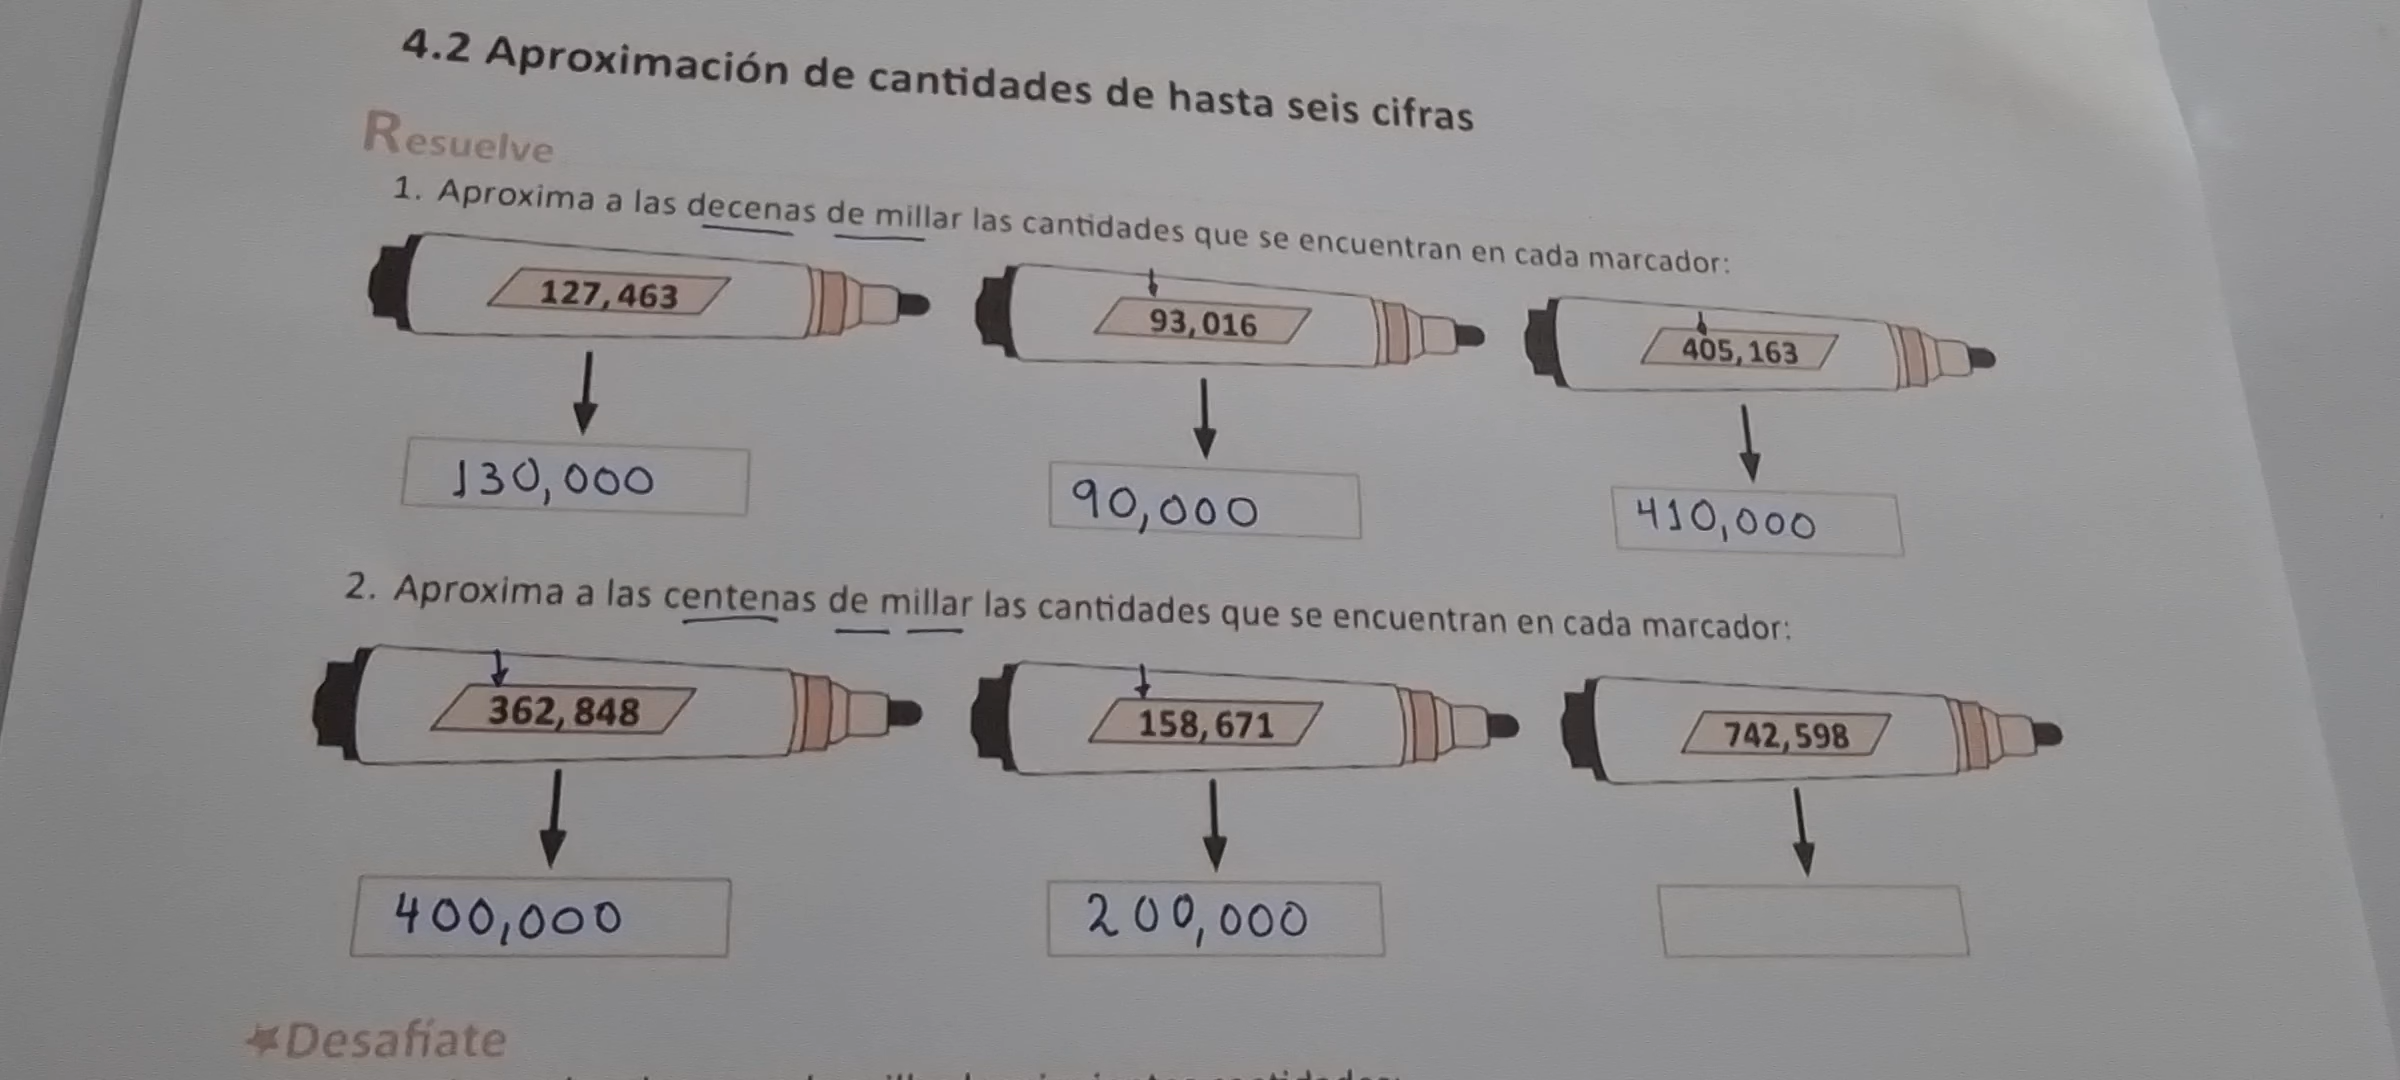 4.2 Aproximación de cantidades de hasta seis cifras
Resuelve
1. Aproxima a las decenas de millar las cantidades que se encuentran en cada marcador:
127,463 93,016 405,163
130,000 90,000 410,000
2. Aproxima a las centenas de millar las cantidades que se encuentran en cada marcador:
362,848 158,671 742,598
400,000 200,000
Desafíate